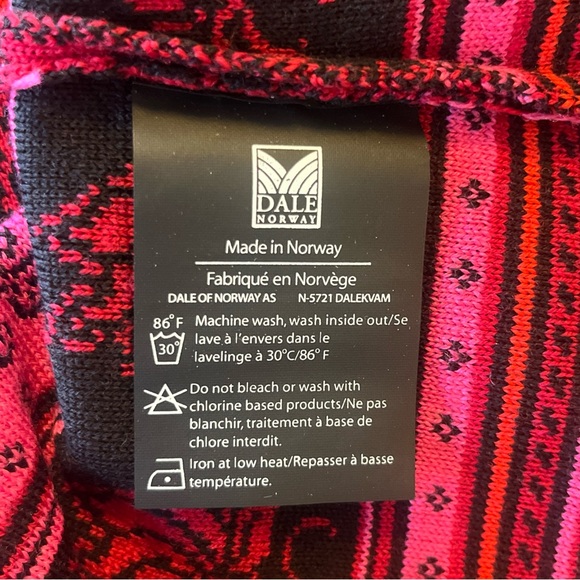 DALE
NORWAY
Made in Norway
Fabriqué en Norvège
DALE OF NORWAY AS N-5721 DALEKVAM
86°F
30°
Machine wash, wash inside out/Se
lave à l'envers dans le
lavelinge à 30°C/86° F
Do not bleach or wash with
chlorine based products/Ne pas
blanchir, traitement à base de
chlore interdit.
Iron at low heat/Repasser à basse
température.